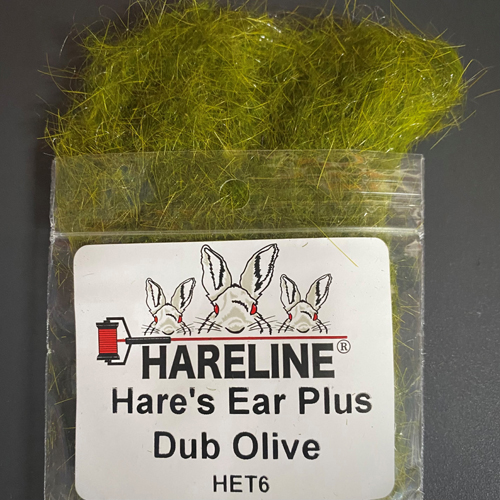 HARELINE®
Hare's Ear Plus
Dub Olive
HET6